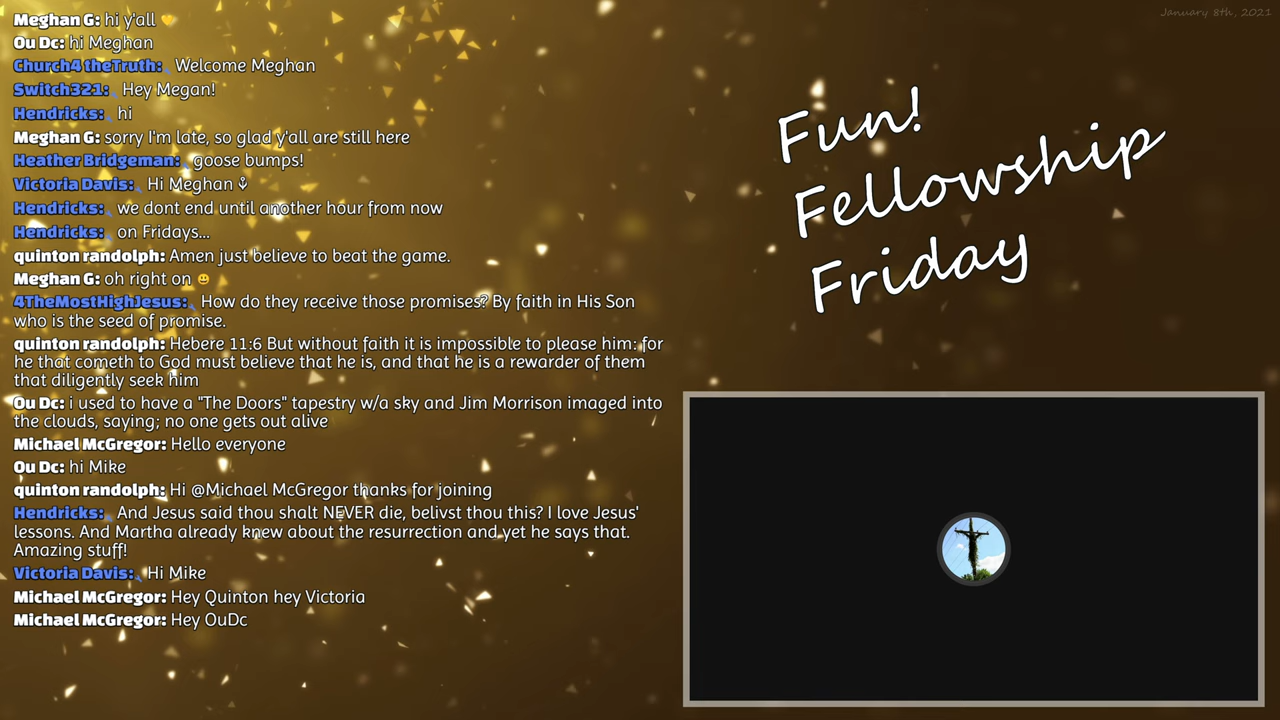 Meghan G: hi y'all 💛
Ou Dc: hi Meghan
Church4 theTruth: Welcome Meghan
Switch321: Hey Megan!
Hendricks: hi
Meghan G: sorry I'm late, so glad y'all are still here
Heather Bridgeman: goose bumps!
Victoria Davis: Hi Meghan ⚘
Hendricks: we dont end until another hour from now
Hendricks: on Fridays...
quinton randolph: Amen just believe to beat the game.
Meghan G: oh right on 😃
4TheMostHighJesus: How do they receive those promises? By faith in His Son
who is the seed of promise.
quinton randolph: Hebere 11:6 But without faith it is impossible to please him: for
he that cometh to God must believe that he is, and that he is a rewarder of them
that diligently seek him
Ou Dc: i used to have a "The Doors" tapestry w/a sky and Jim Morrison imaged into
the clouds, saying; no one gets out alive
Michael McGregor: Hello everyone
Ou Dc: hi Mike
quinton randolph: Hi @Michael McGregor thanks for joining
Hendricks: And Jesus said thou shalt NEVER die, belivst thou this? I love Jesus'
lessons. And Martha already knew about the resurrection and yet he says that.
Amazing stuff!
Victoria Davis: Hi Mike
Michael McGregor: Hey Quinton hey Victoria
Michael McGregor: Hey OuDc
January 8th, 2021
Fun!
Fellowship
Friday